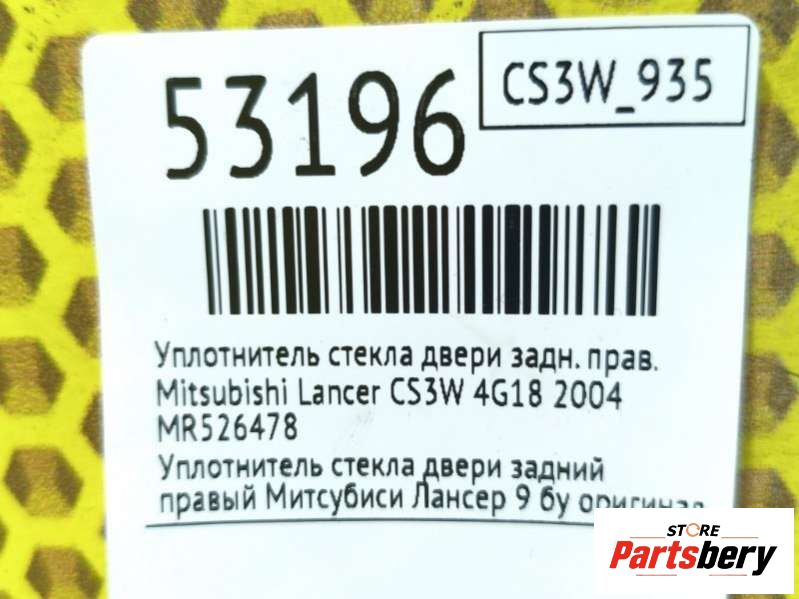 53196
CS3W_935
Уплотнитель стекла двери задн. прав.
Mitsubishi Lancer CS3W 4G18 2004
MR526478
Уплотнитель стекла двери задний
правый Митсубиси Лансер 9 бу
STORE
Partsbery